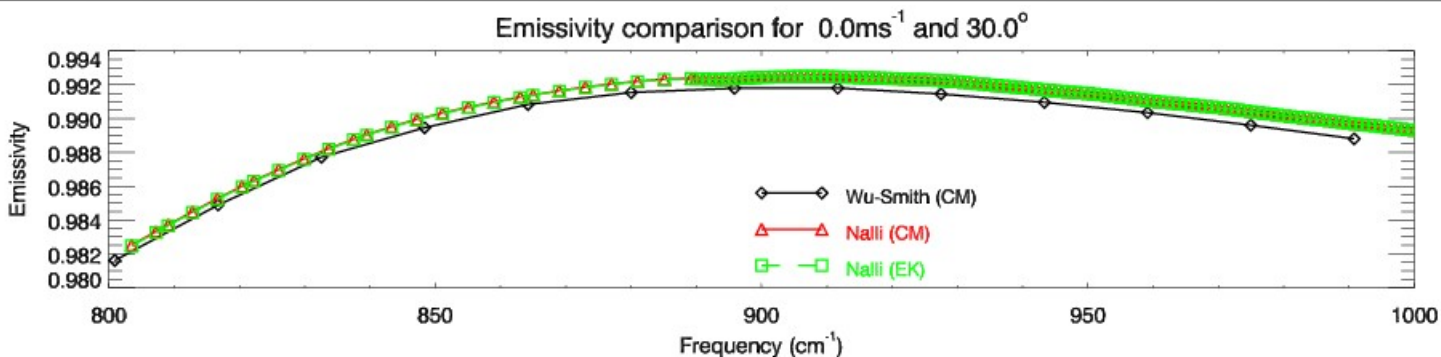 Emissivity comparison for 0.0ms-1 and 30.0o
0.994
0.992
0.990
0.988
0.986
0.984
0.982
0.980
Emissivity
Wu-Smith (CM)
Nalli (CM)
Nalli (EK)
800 850 900 950 1000
Frequency (cm-1)